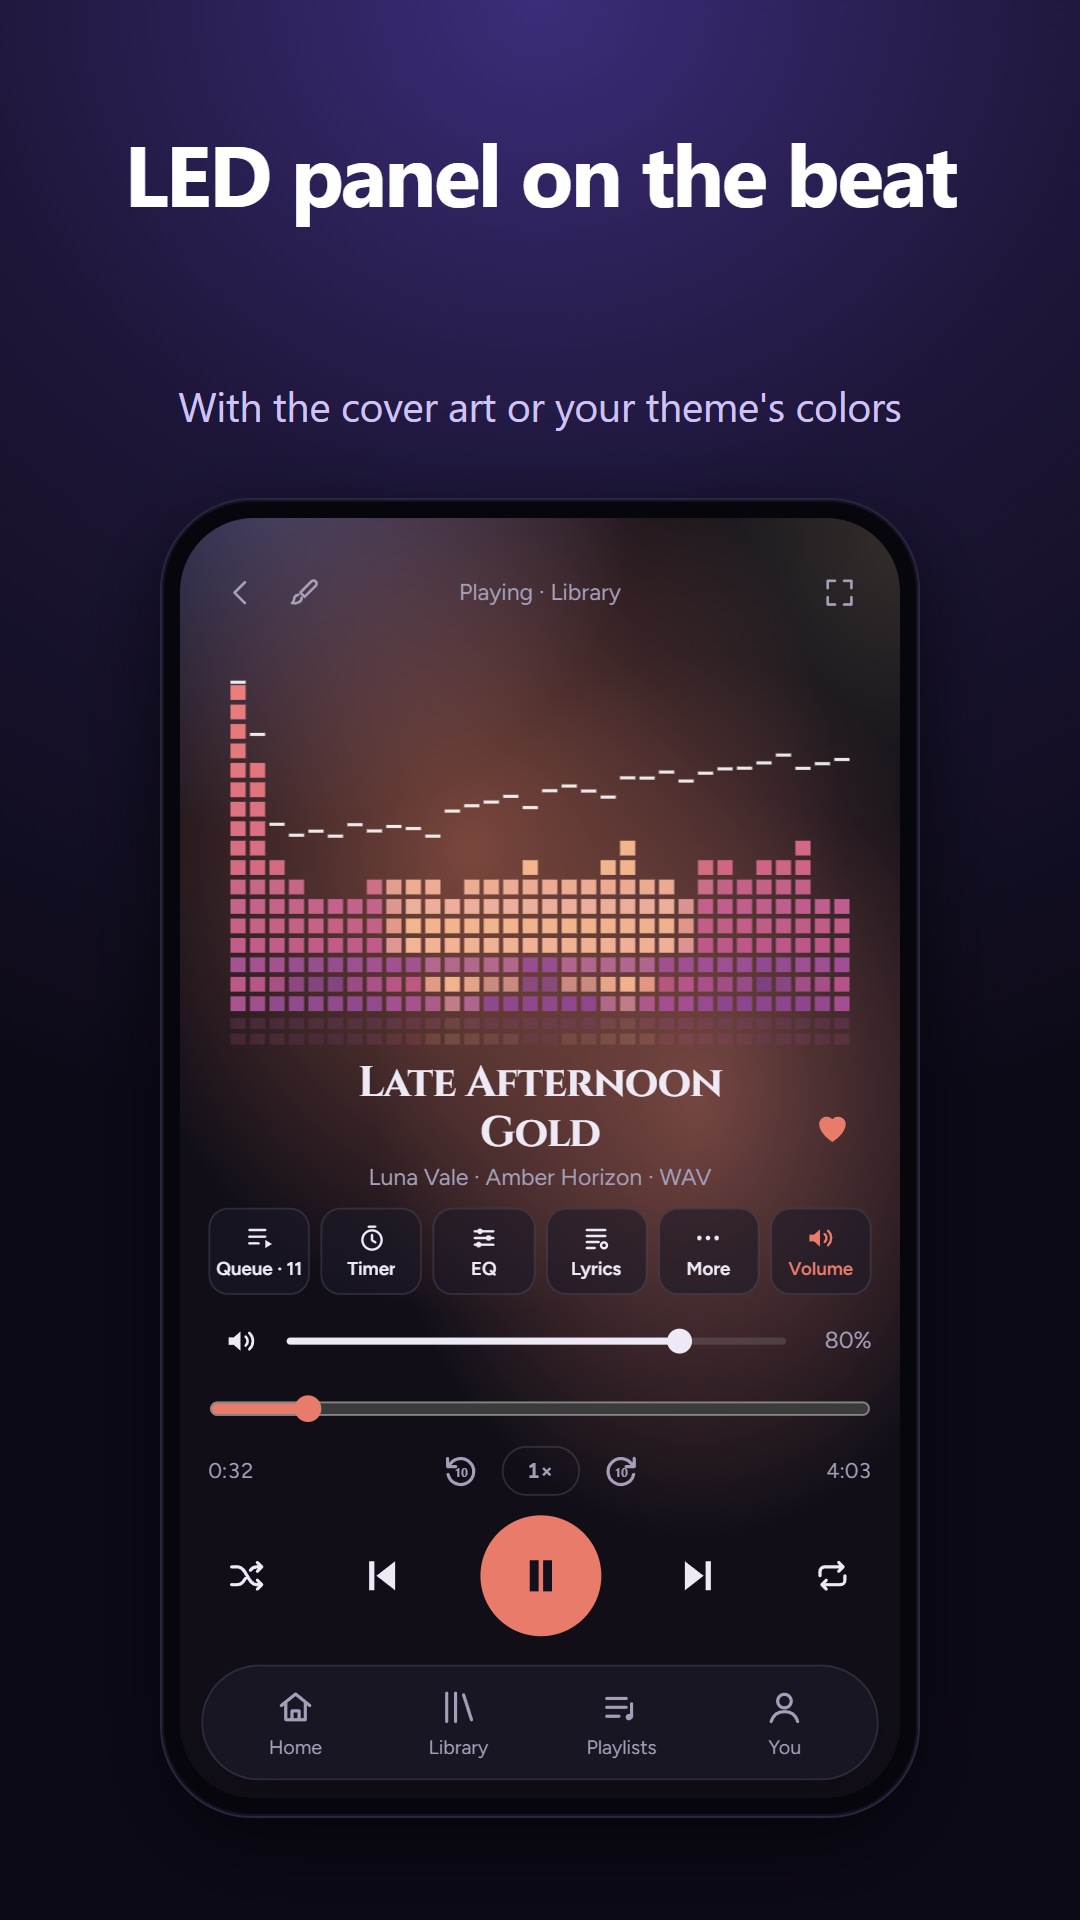 LED panel on the beat
With the cover art or your theme's colors
Playing · Library
LATE AFTERNOON
GOLD
Luna Vale · Amber Horizon · WAV
Queue · 11
Timer
EQ
Lyrics
More
Volume
80%
0:32
10
1×
10
4:03
Home
Library
Playlists
You